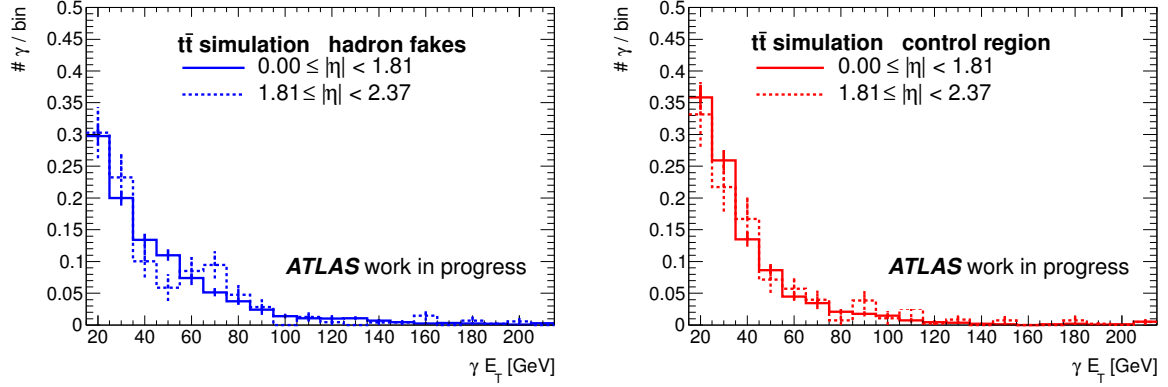 # γ / bin
0.5
0.45
0.4
0.35
0.3
0.25
0.2
0.15
0.1
0.05
0
tt̄ simulation hadron fakes
0.00 ≤ |η| < 1.81
1.81 ≤ |η| < 2.37
ATLAS work in progress
20 40 60 80 100 120 140 160 180 200
γ E_T [GeV]
# γ / bin
0.5
0.45
0.4
0.35
0.3
0.25
0.2
0.15
0.1
0.05
0
tt̄ simulation control region
0.00 ≤ |η| < 1.81
1.81 ≤ |η| < 2.37
ATLAS work in progress
20 40 60 80 100 120 140 160 180 200
γ E_T [GeV]